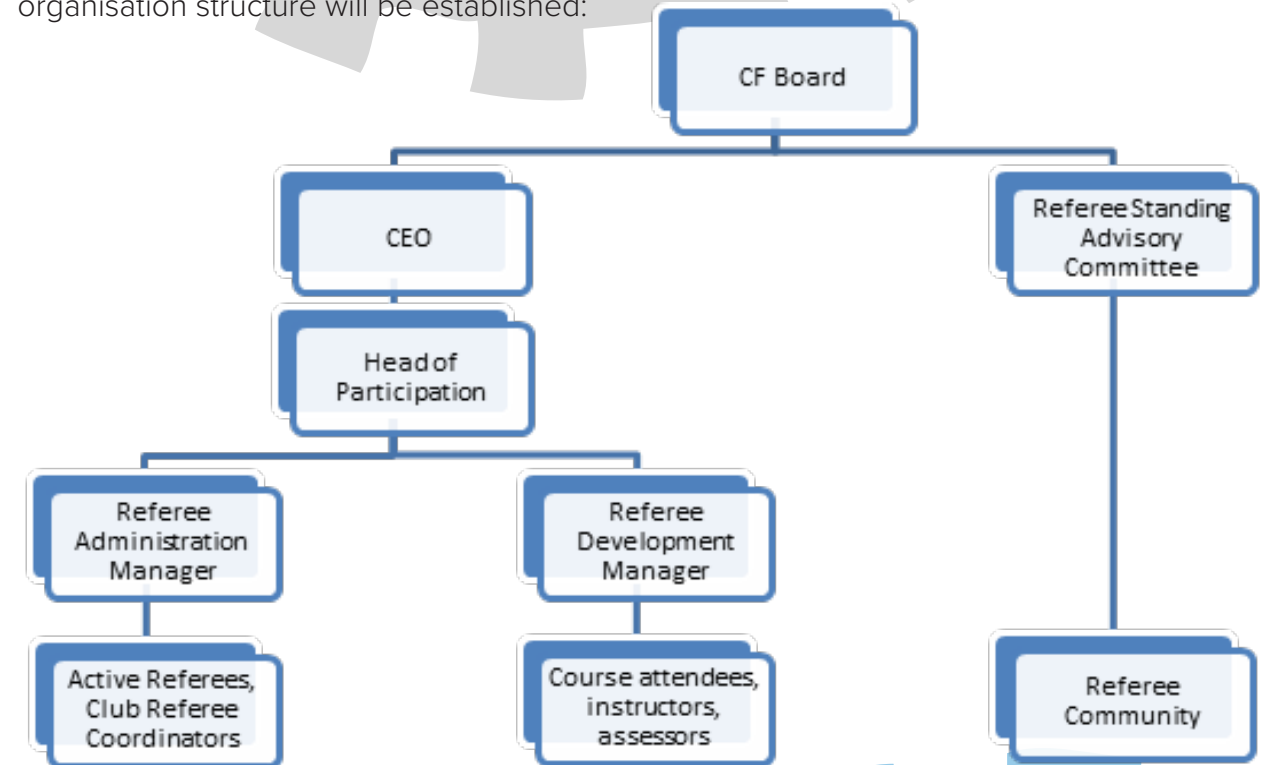 organisation structure will be established:
CF Board
CEO
Referee Standing
Advisory
Committee
Head of
Participation
Referee
Administration
Manager
Referee
Development
Manager
Active Referees,
Club Referee
Coordinators
Course attendees,
instructors,
assessors
Referee
Community